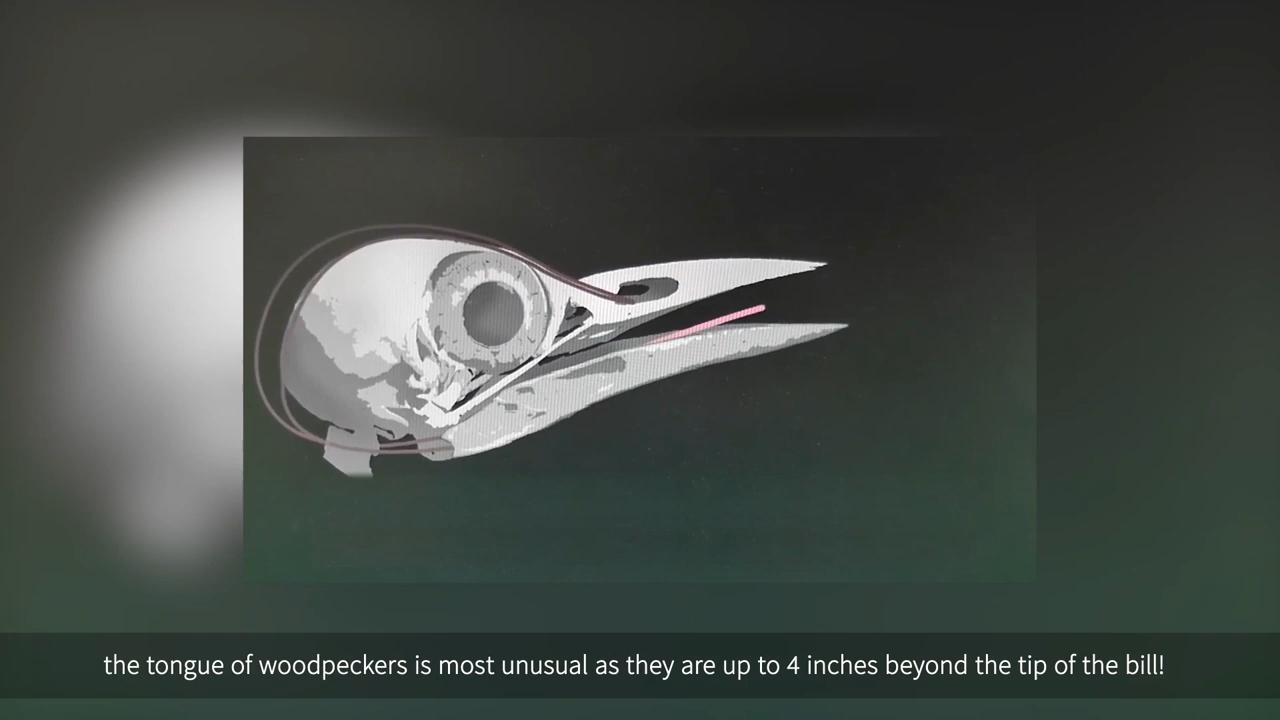 the tongue of woodpeckers is most unusual as they are up to 4 inches beyond the tip of the bill!